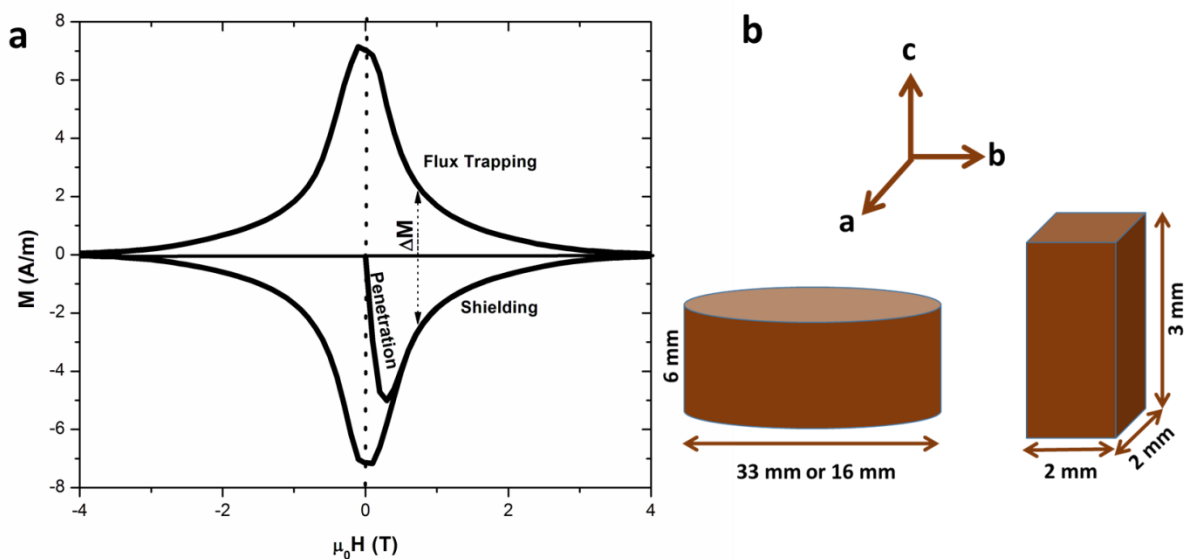 a
8
6
4
2
0
-2
-4
-6
-8
M (A/m)
-4
-2
0
2
4
μ₀H (T)
Flux Trapping
ΔM
Penetration
Shielding
b
c
b
a
6 mm
33 mm or 16 mm
3 mm
2 mm
2 mm